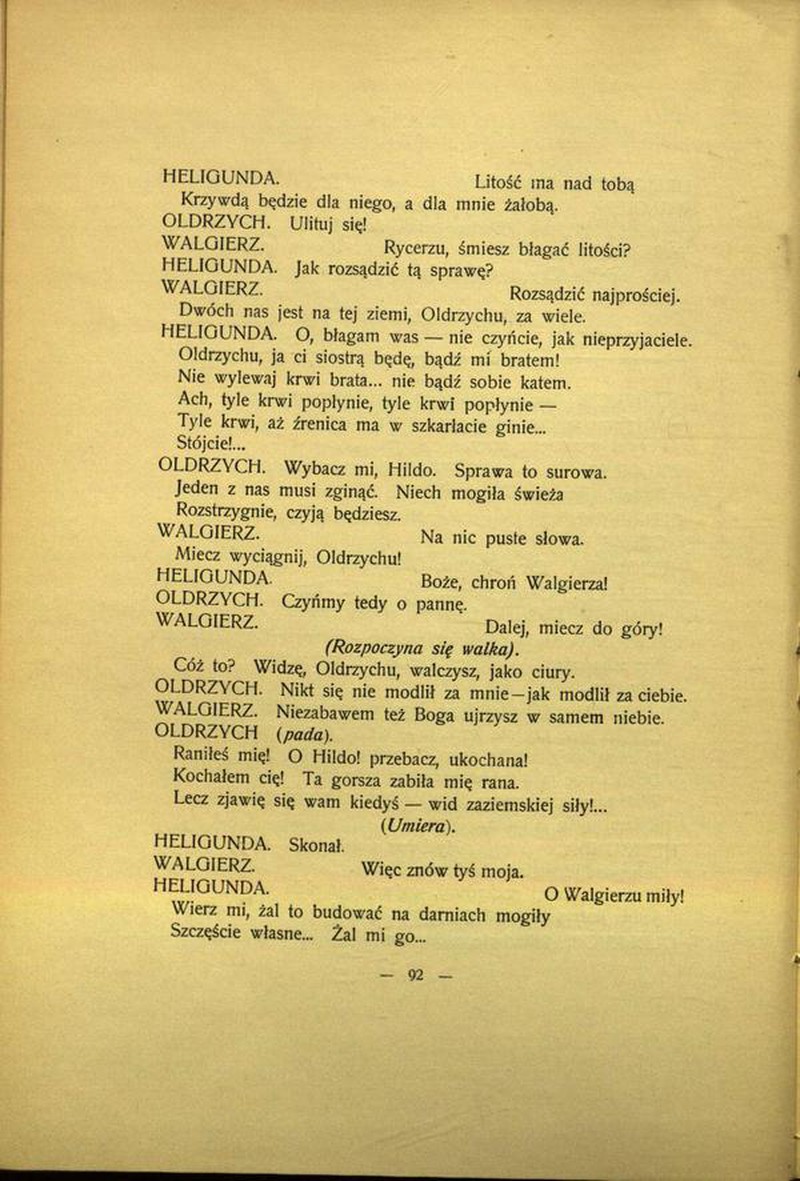 HELIGUNDA. Litość ma nad tobą
Krzywdą będzie dla niego, a dla mnie żałobą.
OLDRZYCH. Ulituj się!
WALGIERZ. Rycerzu, śmiesz błagać litości?
HELIGUNDA. Jak rozsądzić tą sprawę?
WALGIERZ. Rozsądzić najprościej.
Dwóch nas jest na tej ziemi, Oldrzychu, za wiele.
HELIGUNDA. O, błagam was — nie czyńcie, jak nieprzyjaciele.
Oldrzychu, ja ci siostrą będę, bądź mi bratem!
Nie wylewaj krwi brata... nie bądź sobie katem.
Ach, tyle krwi popłynie, tyle krwi popłynie —
Tyle krwi, aż źrenica ma w szkarłacie ginie...
Stójcie!...
OLDRZYCH. Wybacz mi, Hildo. Sprawa to surowa.
Jeden z nas musi zginąć. Niech mogiła świeża
Rozstrzygnie, czyją będziesz.
WALGIERZ. Na nic puste słowa.
Miecz wyciągnij, Oldrzychu!
HELIGUNDA. Boże, chroń Walgierza!
OLDRZYCH. Czyńmy tedy o pannę.
WALGIERZ. Dalej, miecz do góry!
(Rozpoczyna się walka).
Cóż to? Widzę, Oldrzychu, walczysz, jako ciury.
OLDRZYCH. Nikt się nie modlił za mnie—jak modlił za ciebie.
WALGIERZ. Niezabawem też Boga ujrzysz w samem niebie.
OLDRZYCH (pada).
Raniłeś mię! O Hildo! przebacz, ukochana!
Kochałem cię! Ta gorsza zabiła mię rana.
Lecz zjawię się wam kiedyś — wid zaziemskiej siły!...
(Umiera).
HELIGUNDA. Skonał.
WALGIERZ. Więc znów tyś moja.
HELIGUNDA. O Walgierzu miły!
Wierz mi, żal to budować na darniach mogiły
Szczęście własne... Żal mi go...
— 92 —